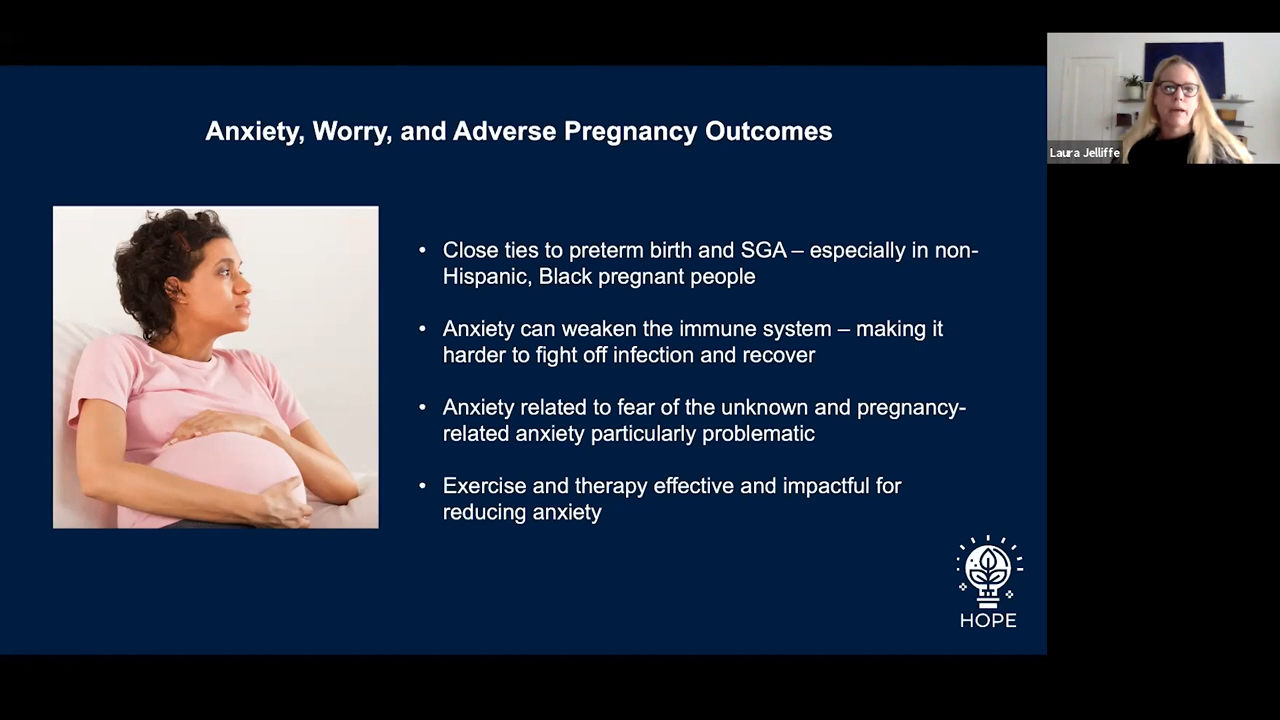 Anxiety, Worry, and Adverse Pregnancy Outcomes
Laura Jelliffe
• Close ties to preterm birth and SGA – especially in non-
Hispanic, Black pregnant people
• Anxiety can weaken the immune system – making it
harder to fight off infection and recover
• Anxiety related to fear of the unknown and pregnancy-
related anxiety particularly problematic
• Exercise and therapy effective and impactful for
reducing anxiety
HOPE